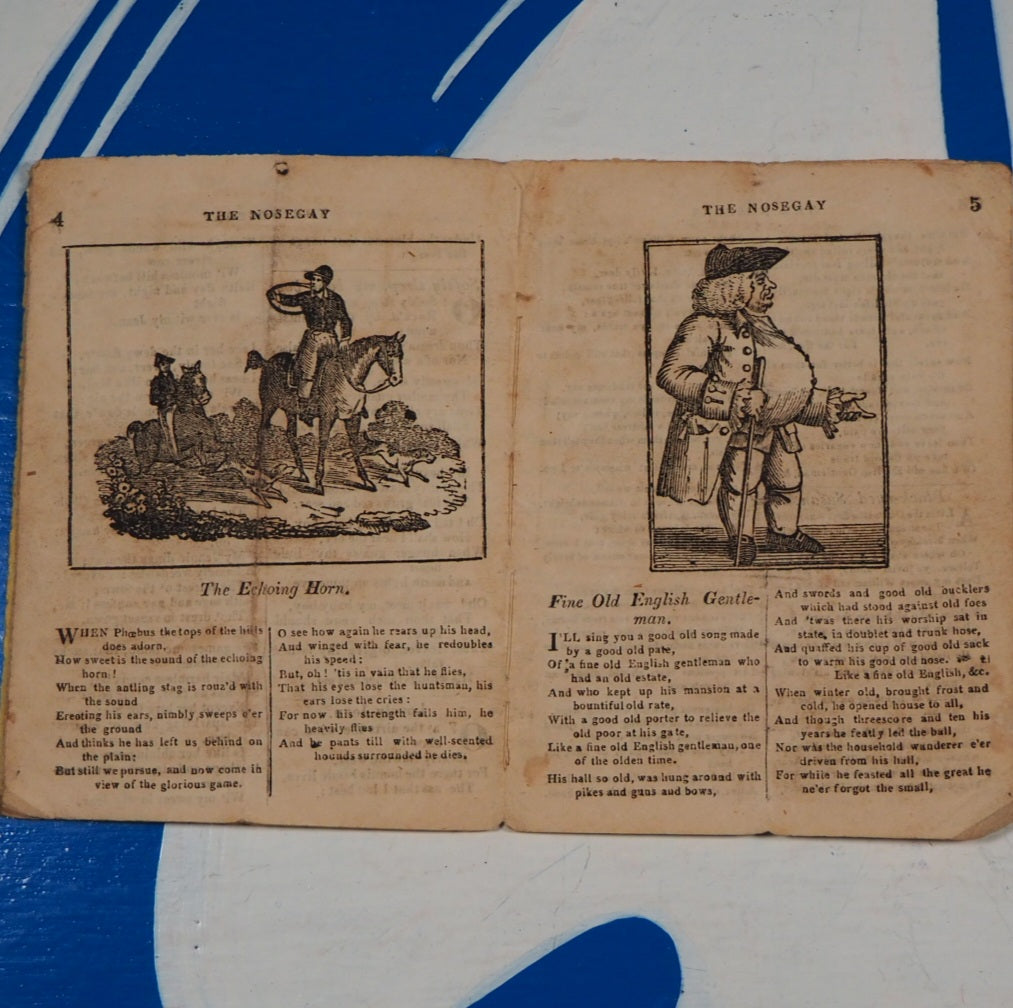 4
THE NOSEGAY
The Echoing Horn.
WHEN Phœbus the tops of the hills
does adorn,
How sweet is the sound of the echoing
horn!
When the antling stag is rouz'd with
the sound
Ereoting his ears, nimbly sweeps o'er
the ground
And thinks he has left us behind on
the plain:
But still we pursue, and now come in
view of the glorious game.
O see how again he rears up his head,
And winged with fear, he redoubles
his speed:
But, oh! 'tis in vain that he flies,
That his eyes lose the huntsman, his
ears lose the cries:
For now his strength fails him, he
heavily flies
And he pants till with well-scented
hounds surrounded he dies.
THE NOSEGAY
5
Fine Old English Gentle-
man.
I'LL sing you a good old song made
by a good old pate,
Of a fine old English gentleman who
had an old estate,
And who kept up his mansion at a
bountiful old rate,
With a good old porter to relieve the
old poor at his gate,
Like a fine old English gentleman, one
of the olden time.
His hall so old, was hung around with
pikes and guns aud bows,
And swords and good old bucklers
which had stood against old foes
And 'twas there his worship sat in
state, in doublet and trunk hose,
And quaffed his cup of good old sack
to warm his good old nose.
Like a fine old English, &c.
When winter old, brought frost and
cold, he opened house to all,
And though threescore and ten his
years he featly led the ball,
Nor was the household wanderer e'er
driven from his hall,
For while he feasted all the great he
ne'er forgot the small,